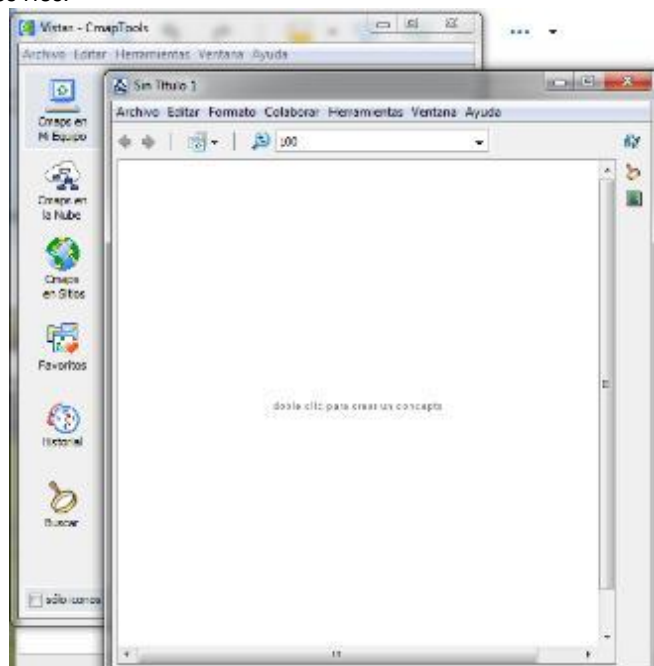 Vistas - CmapTools
Archivo Editar Herramientas Ventana Ayuda
Sin Título 1
Archivo Editar Formato Colaborar Herramientas Ventana Ayuda
100
Cmaps en
Mi Equipo
Cmaps en
la Nube
Cmaps
en Sitios
Favoritos
Historial
Buscar
sólo iconos
doble clic para crear un concepto